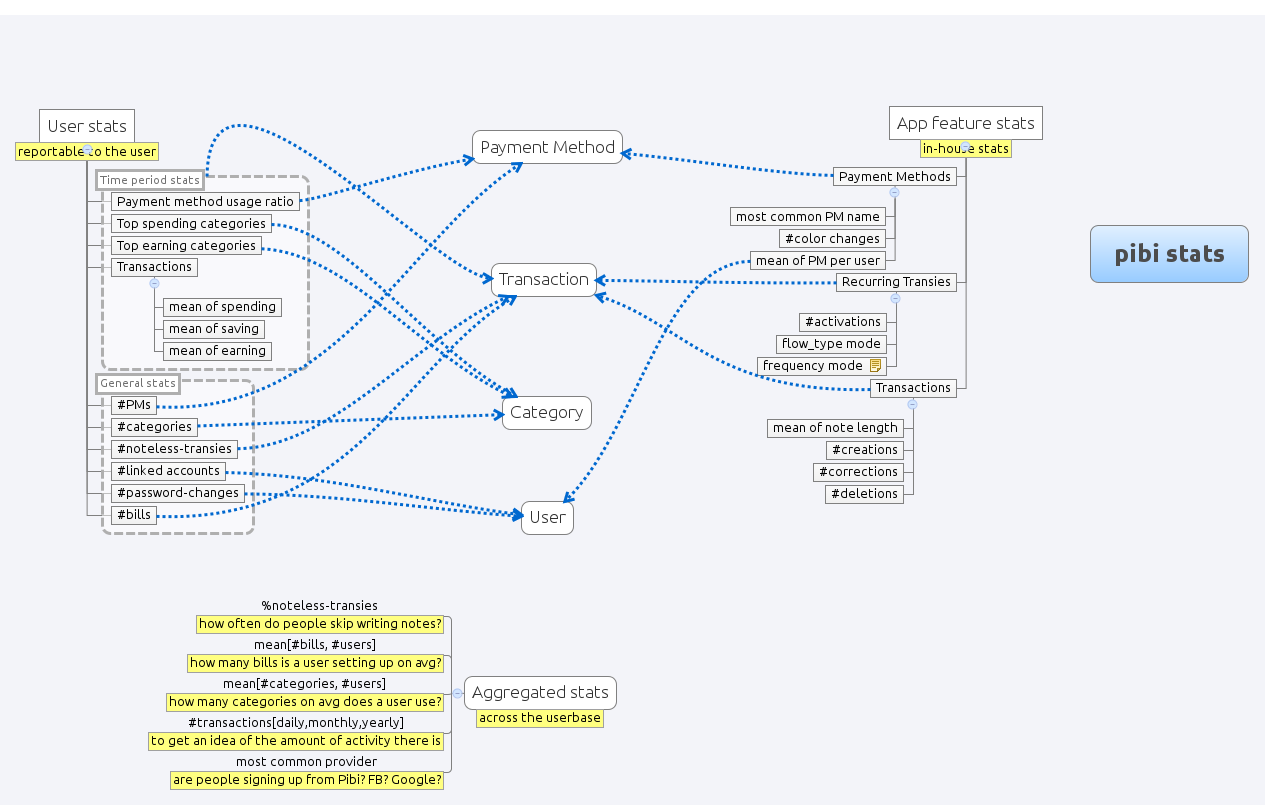 User stats
reportable to the user
Time period stats
Payment method usage ratio
Top spending categories
Top earning categories
Transactions
mean of spending
mean of saving
mean of earning
General stats
#PMs
#categories
#noteless-transies
#linked accounts
#password-changes
#bills
Payment Method
Transaction
Category
User
App feature stats
in-house stats
Payment Methods
most common PM name
#color changes
mean of PM per user
Recurring Transies
#activations
flow_type mode
frequency mode
Transactions
mean of note length
#creations
#corrections
#deletions
pibi stats
%noteless-transies
how often do people skip writing notes?
mean[#bills, #users]
how many bills is a user setting up on avg?
mean[#categories, #users]
how many categories on avg does a user use?
#transactions[daily,monthly,yearly]
to get an idea of the amount of activity there is
most common provider
are people signing up from Pibi? FB? Google?
Aggregated stats
across the userbase